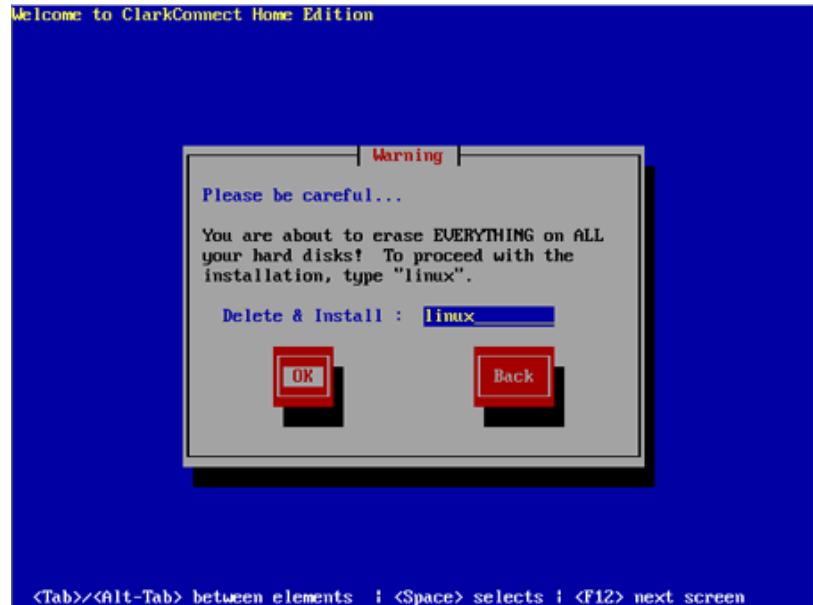 Welcome to ClarkConnect Home Edition
Warning
Please be careful...
You are about to erase EVERYTHING on ALL
your hard disks!  To proceed with the
installation, type "linux".
Delete & Install : linux
OK Back
<Tab>/<Alt-Tab> between elements | <Space> selects | <F12> next screen